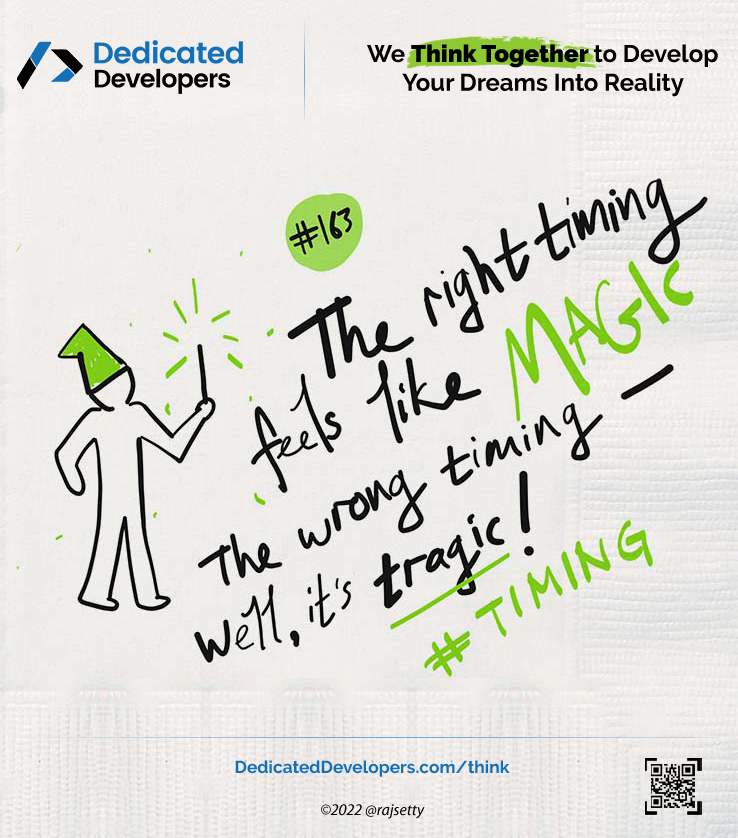 Dedicated
Developers
We Think Together to Develop
Your Dreams Into Reality
#163
The right timing
feels like MAGIC
The wrong timing —
well, it's tragic!
#TIMING
DedicatedDevelopers.com/think
©2022 @rajsetty